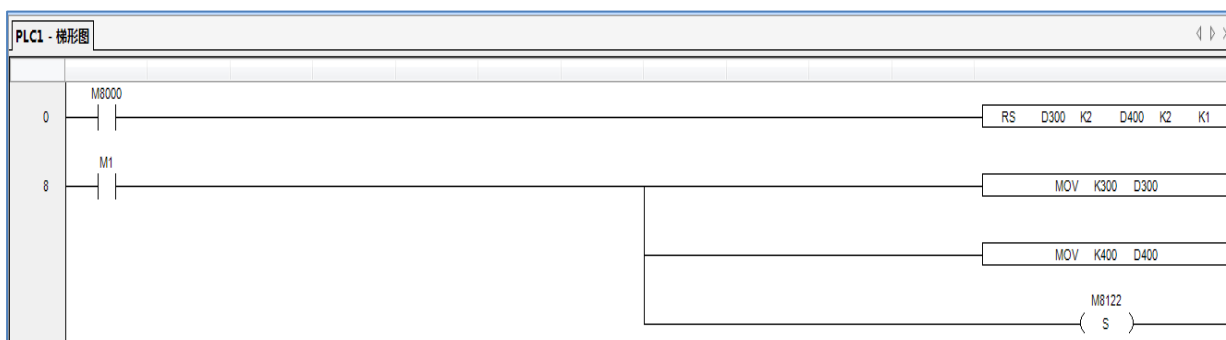 PLC1 - 梯形图
M8000
0 RS D300 K2 D400 K2 K1
M1
8 MOV K300 D300
MOV K400 D400
M8122
S